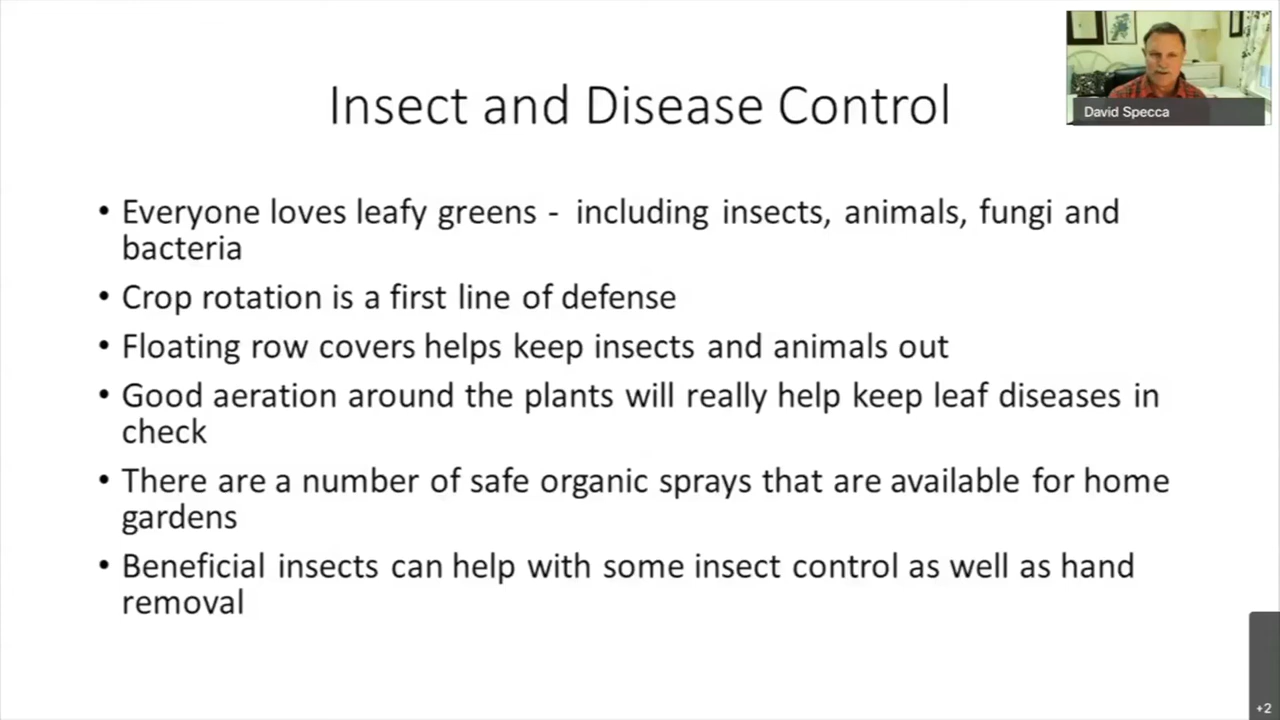 David Specca
Insect and Disease Control
• Everyone loves leafy greens - including insects, animals, fungi and
bacteria
• Crop rotation is a first line of defense
• Floating row covers helps keep insects and animals out
• Good aeration around the plants will really help keep leaf diseases in
check
• There are a number of safe organic sprays that are available for home
gardens
• Beneficial insects can help with some insect control as well as hand
removal
+2